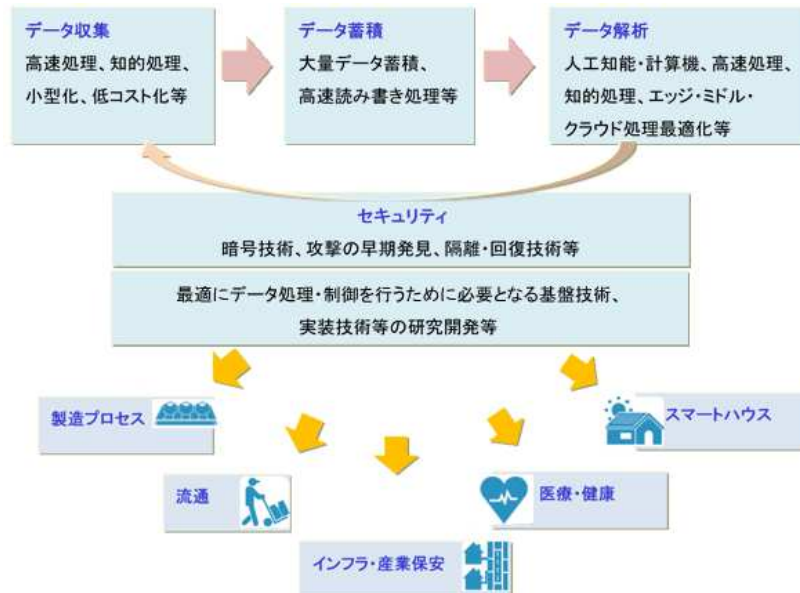 データ収集
高速処理、知的処理、
小型化、低コスト化等
データ蓄積
大量データ蓄積、
高速読み書き処理等
データ解析
人工知能・計算機、高速処理、
知的処理、エッジ・ミドル・
クラウド処理最適化等
セキュリティ
暗号技術、攻撃の早期発見、隔離・回復技術等
最適にデータ処理・制御を行うために必要となる基盤技術、
実装技術等の研究開発等
製造プロセス
スマートハウス
流通
医療・健康
インフラ・産業保安